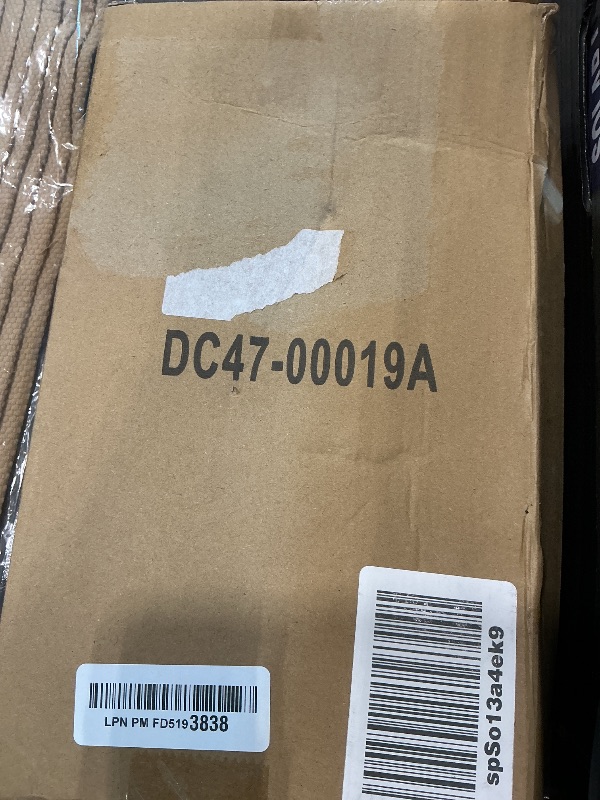 DC47-00019A
LPN PM FD5193838
spSo13a4ek9